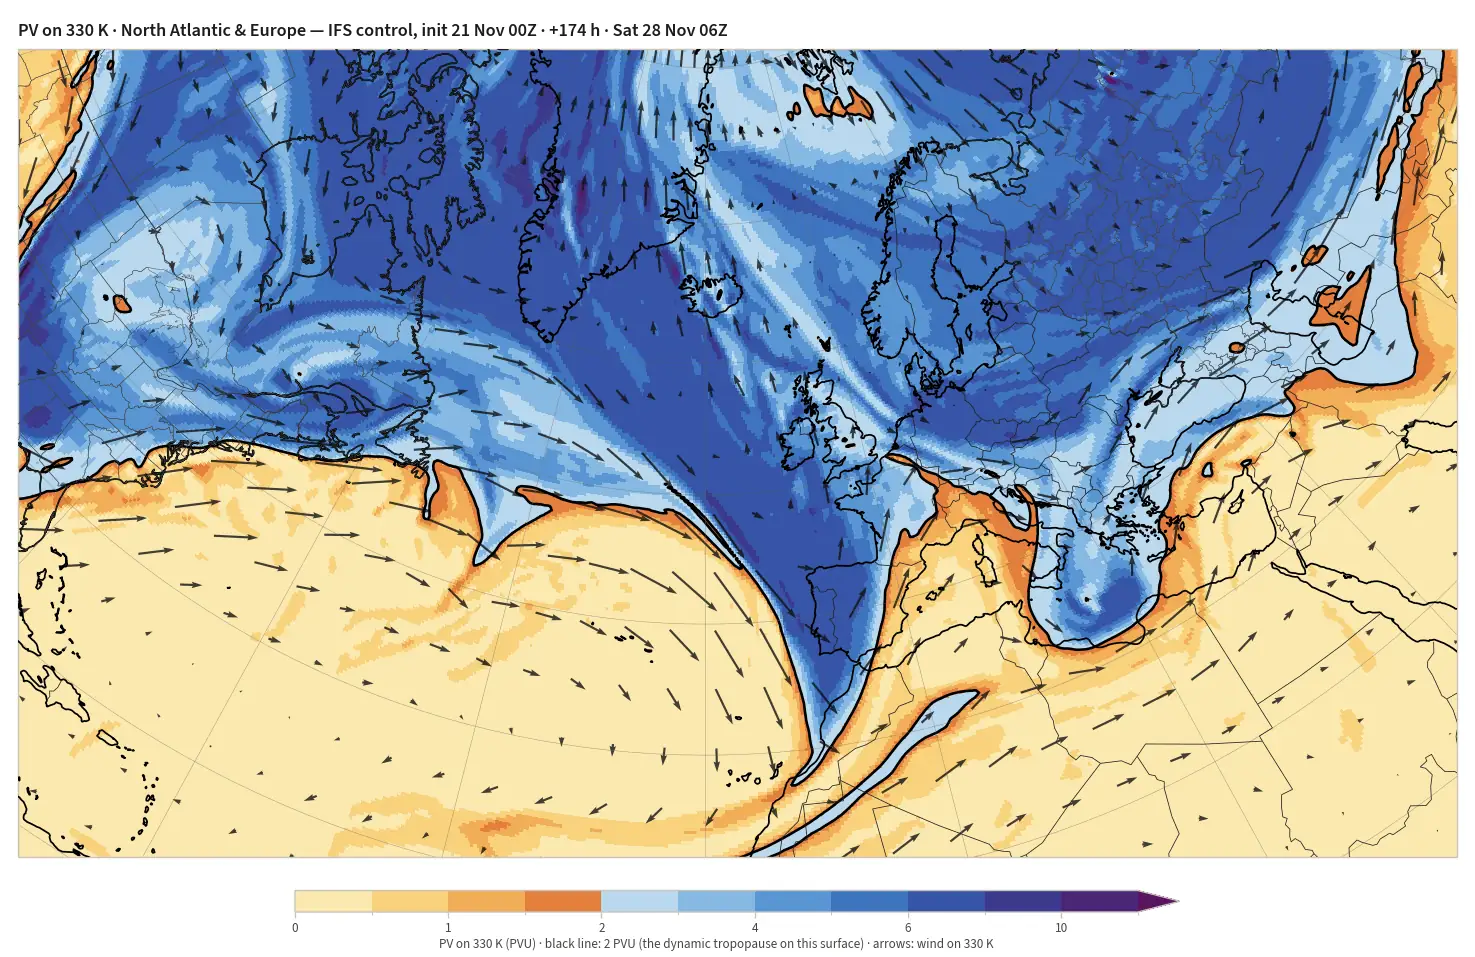 PV on 330 K · North Atlantic & Europe — IFS control, init 21 Nov 00Z · +174 h · Sat 28 Nov 06Z
0 1 2 4 6 10
PV on 330 K (PVU) · black line: 2 PVU (the dynamic tropopause on this surface) · arrows: wind on 330 K